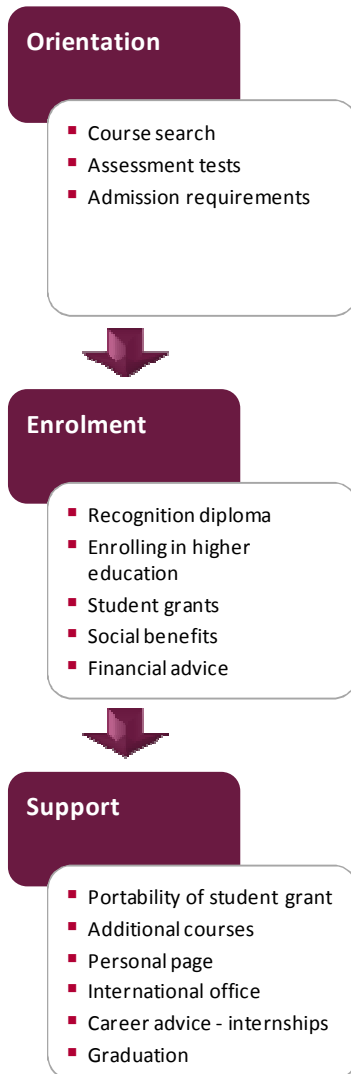 Orientation
▪ Course search
▪ Assessment tests
▪ Admission requirements
Enrolment
▪ Recognition diploma
▪ Enrolling in higher
education
▪ Student grants
▪ Social benefits
▪ Financial advice
Support
▪ Portability of student grant
▪ Additional courses
▪ Personal page
▪ International office
▪ Career advice - internships
▪ Graduation